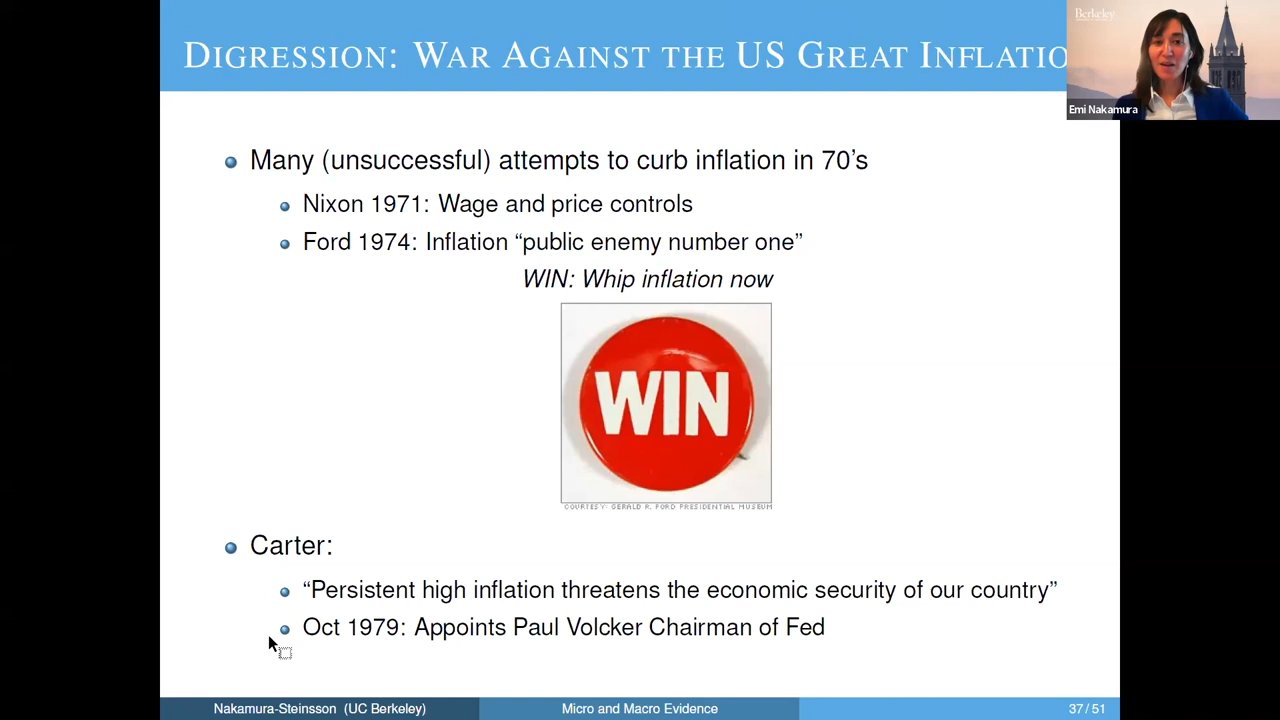 DIGRESSION: WAR AGAINST THE US GREAT INFLATIO
Berkeley
Emi Nakamura
Many (unsuccessful) attempts to curb inflation in 70's
Nixon 1971: Wage and price controls
Ford 1974: Inflation “public enemy number one”
WIN: Whip inflation now
WIN
COURTESY: GERALD R. FORD PRESIDENTIAL MUSEUM
Carter:
“Persistent high inflation threatens the economic security of our country”
Oct 1979: Appoints Paul Volcker Chairman of Fed
Nakamura-Steinsson (UC Berkeley) Micro and Macro Evidence 37 / 51